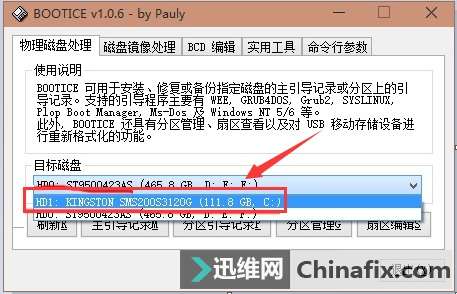 BOOTICE v1.0.6 - by Pauly
物理磁盘处理 磁盘镜像处理 BCD 编辑 实用工具 命令行参数
使用说明
BOOTICE 可用于安装、修复或备份指定磁盘的主引导记录或分区上的引
导记录。支持的引导程序主要有 WEE, GRUB4DOS, Grub2, SYSLINUX,
Plop Boot Manager, Ms-Dos 及 Windows NT 5/6 等。
此外, BOOTICE 还具有分区管理、扇区查看以及对 USB 移动存储设备进
行重新格式化的功能。
目标磁盘
HD0: ST9500423AS (465.8 GB, D: E: F:)
HD1: KINGSTON SMS200S3120G (111.8 GB, C:)
HD0: ST9500423AS (465.8 GB, D: E: F:)
刷新 主引导记录 分区引导记录 分区管理 扇区编辑
迅维网 Chinafix.com